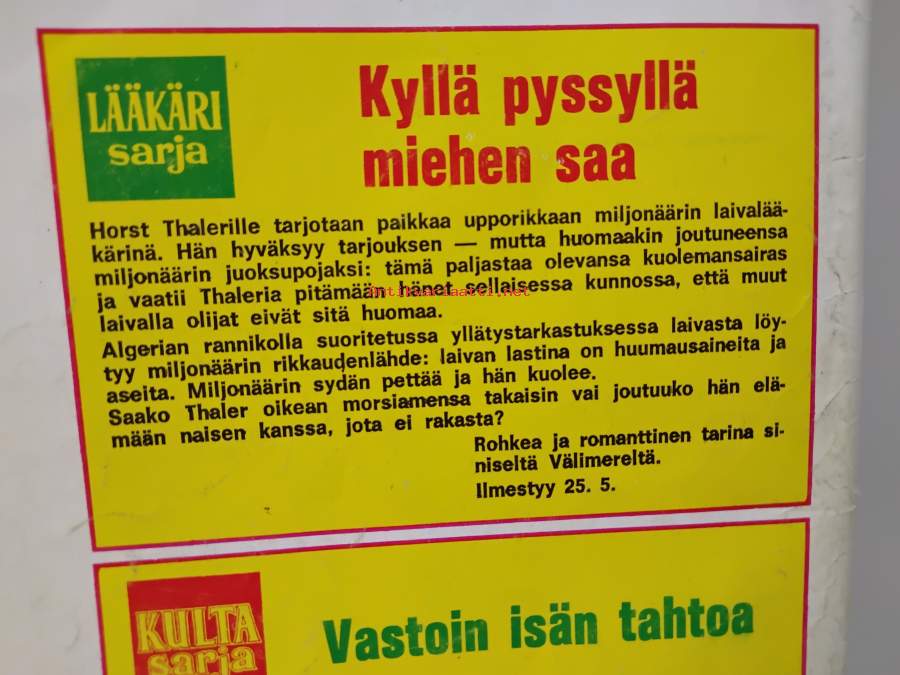 LÄÄKÄRI
sarja
Kyllä pyssyllä
miehen saa
Horst Thalerille tarjotaan paikkaa upporikkaan miljonäärin laivalää-
kärinä. Hän hyväksyy tarjouksen — mutta huomaakin joutuneensa
miljonäärin juoksupojaksi: tämä paljastaa olevansa kuolemansairas
ja vaatii Thaleria pitämään hänet sellaisessa kunnossa, että muut
antikvariaatti.net
laivalla olijat eivät sitä huomaa.
Algerian rannikolla suoritetussa yllätystarkastuksessa laivasta löy-
tyy miljonäärin rikkaudenlähde: laivan lastina on huumausaineita ja
aseita. Miljonäärin sydän pettää ja hän kuolee.
Saako Thaler oikean morsiamensa takaisin vai joutuuko hän elä-
mään naisen kanssa, jota ei rakasta?
Rohkea ja romanttinen tarina si-
niseltä Välimereltä.
Ilmestyy 25. 5.
KULTA
sarja
Vastoin isän tahtoa